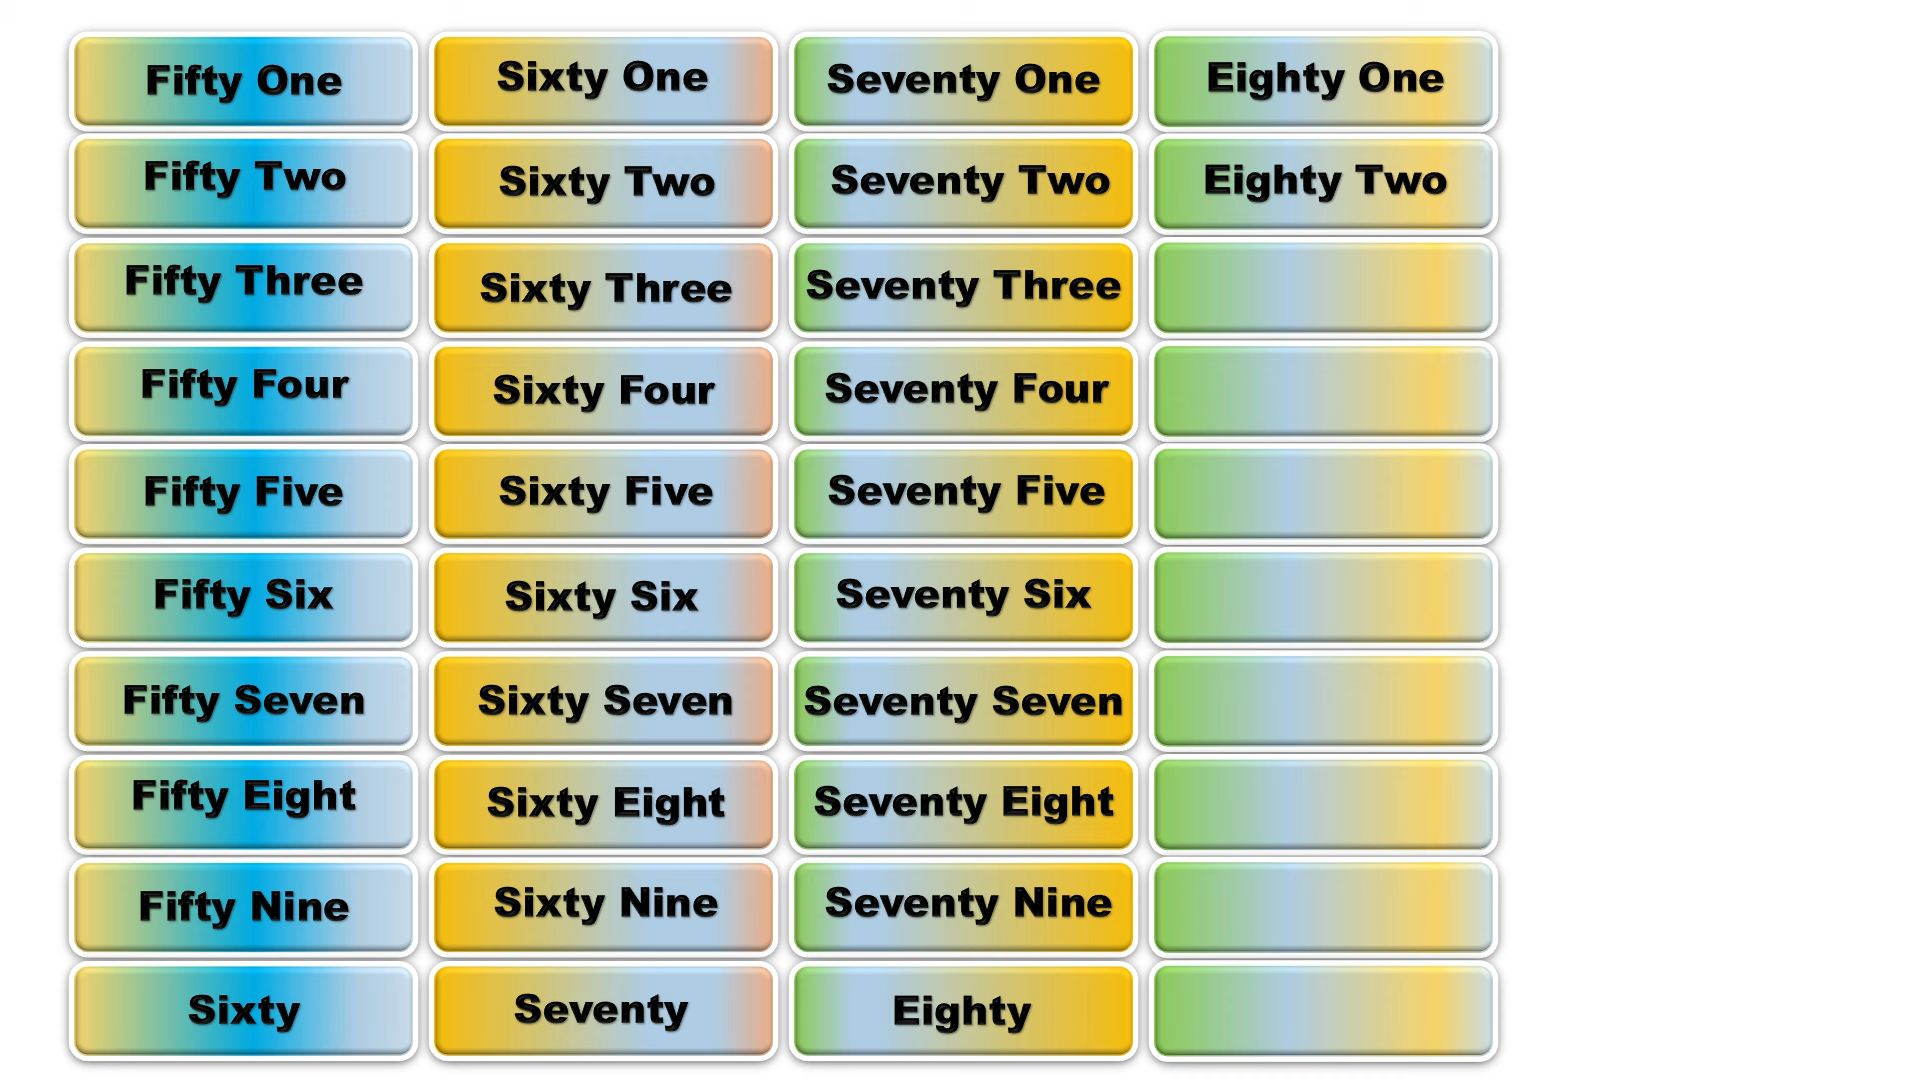 Fifty One
Fifty Two
Fifty Three
Fifty Four
Fifty Five
Fifty Six
Fifty Seven
Fifty Eight
Fifty Nine
Sixty
Sixty One
Sixty Two
Sixty Three
Sixty Four
Sixty Five
Sixty Six
Sixty Seven
Sixty Eight
Sixty Nine
Seventy
Seventy One
Seventy Two
Seventy Three
Seventy Four
Seventy Five
Seventy Six
Seventy Seven
Seventy Eight
Seventy Nine
Eighty
Eighty One
Eighty Two